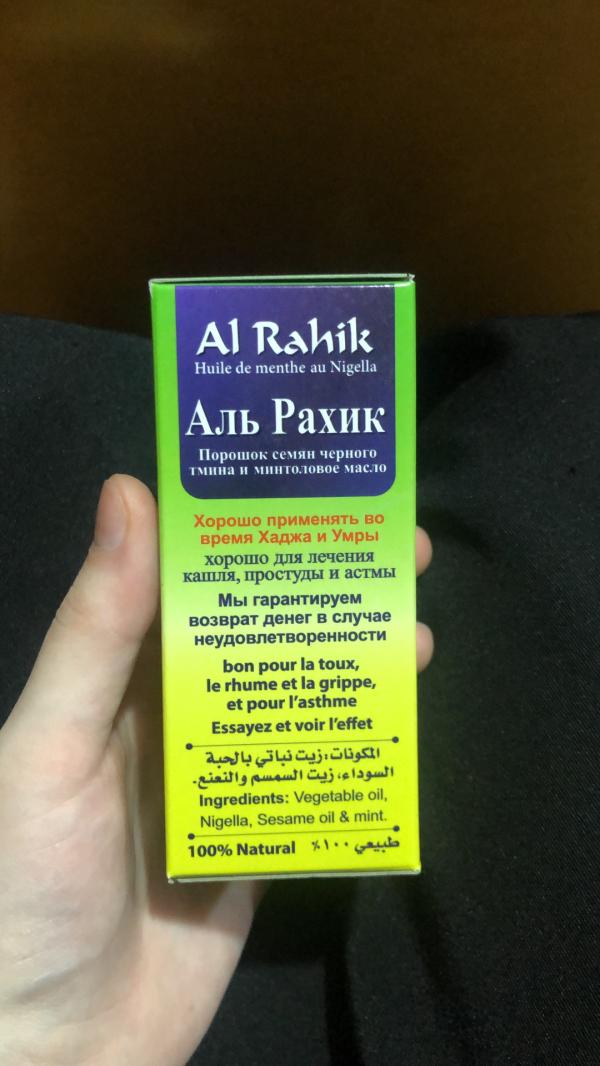 Al Rahik
Huile de menthe au Nigella
Аль Рахик
Порошок семян черного
тмина и минтоловое масло
Хорошо применять во
время Хаджа и Умры
хорошо для лечения
кашля, простуды и астмы
Мы гарантируем
возврат денег в случае
неудовлетворенности
bon pour la toux,
le rhume et la grippe,
et pour l’asthme
Essayez et voir l’effet
المكونات: زيت نباتي بالحبة
السوداء، زيت السمسم والنعنع.
Ingredients: Vegetable oil,
Nigella, Sesame oil & mint.
100% Natural طبيعي ١٠٠٪